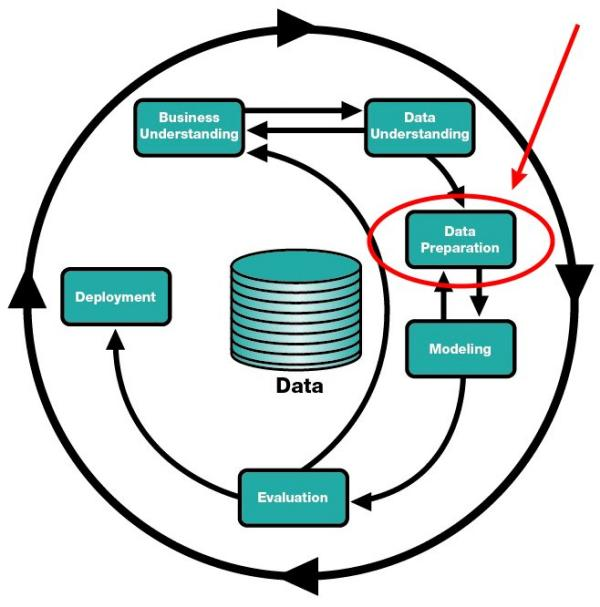 Business
Understanding
Data
Understanding
Data
Preparation
Deployment
Modeling
Data
Evaluation